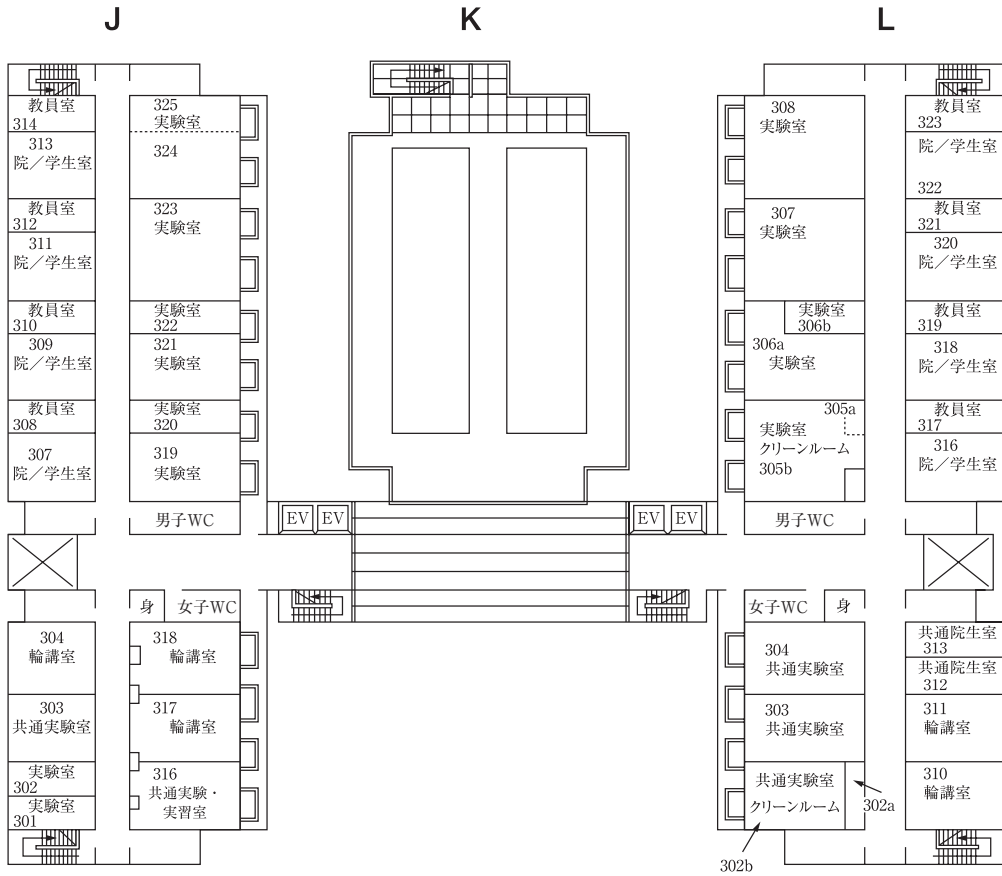 J
K
L
教員室
314
313
院／学生室
教員室
312
311
院／学生室
教員室
310
309
院／学生室
教員室
308
307
院／学生室
325
実験室
324
323
実験室
実験室
322
321
実験室
実験室
320
319
実験室
男子WC
EV
EV
EV
EV
308
実験室
307
実験室
実験室
306b
306a
実験室
305a
実験室
クリーンルーム
305b
男子WC
教員室
323
院／学生室
322
教員室
321
320
院／学生室
教員室
319
318
院／学生室
教員室
317
316
院／学生室
身
女子WC
304
輪講室
303
共通実験室
実験室
302
実験室
301
318
輪講室
317
輪講室
316
共通実験・
実習室
女子WC
身
304
共通実験室
303
共通実験室
共通実験室
クリーンルーム
302a
302b
共通院生室
313
共通院生室
312
311
輪講室
310
輪講室